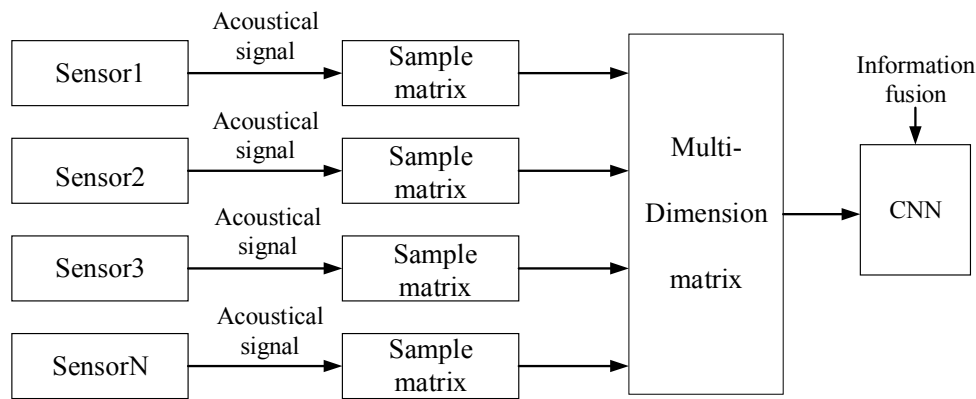 Acoustical
signal
Sensor1
Sample
matrix
Acoustical
signal
Sensor2
Sample
matrix
Acoustical
signal
Sensor3
Sample
matrix
Acoustical
signal
SensorN
Sample
matrix
Multi-
Dimension
matrix
Information
fusion
CNN